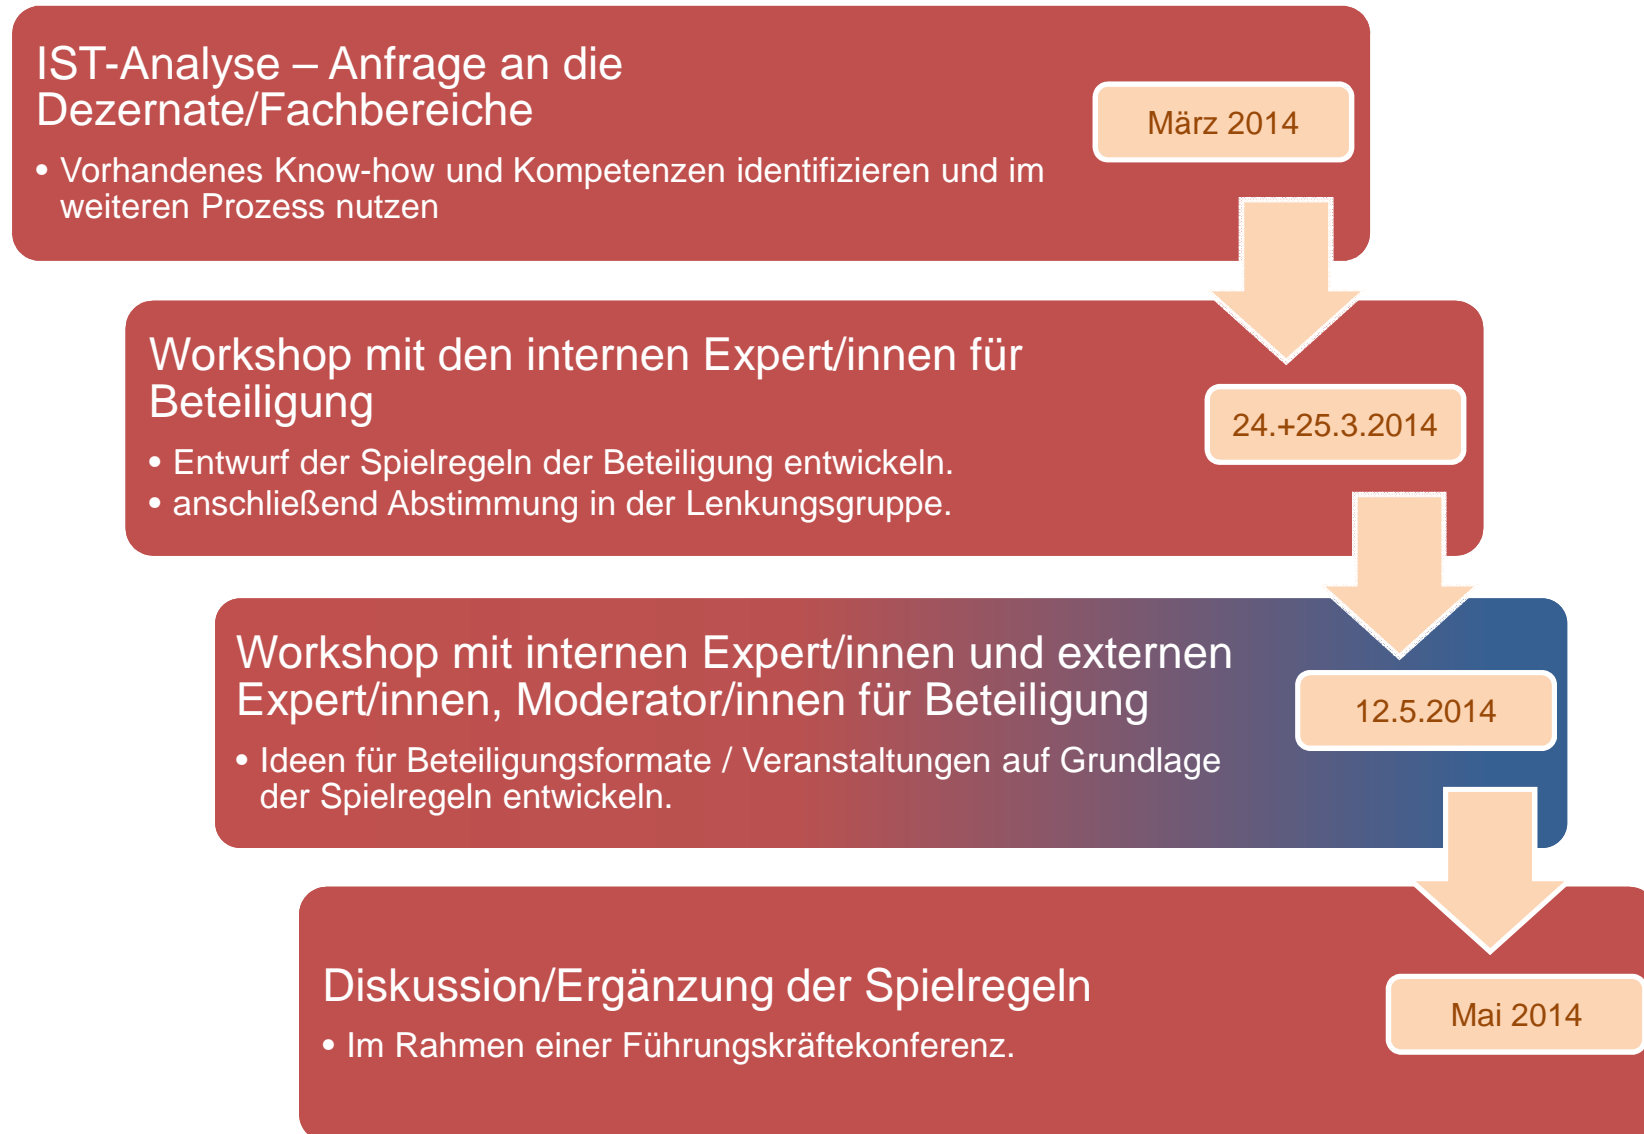 IST-Analyse – Anfrage an die
Dezernate/Fachbereiche
• Vorhandenes Know-how und Kompetenzen identifizieren und im
weiteren Prozess nutzen
März 2014
Workshop mit den internen Expert/innen für
Beteiligung
• Entwurf der Spielregeln der Beteiligung entwickeln.
• anschließend Abstimmung in der Lenkungsgruppe.
24.+25.3.2014
Workshop mit internen Expert/innen und externen
Expert/innen, Moderator/innen für Beteiligung
• Ideen für Beteiligungsformate / Veranstaltungen auf Grundlage
der Spielregeln entwickeln.
12.5.2014
Diskussion/Ergänzung der Spielregeln
• Im Rahmen einer Führungskräftekonferenz.
Mai 2014